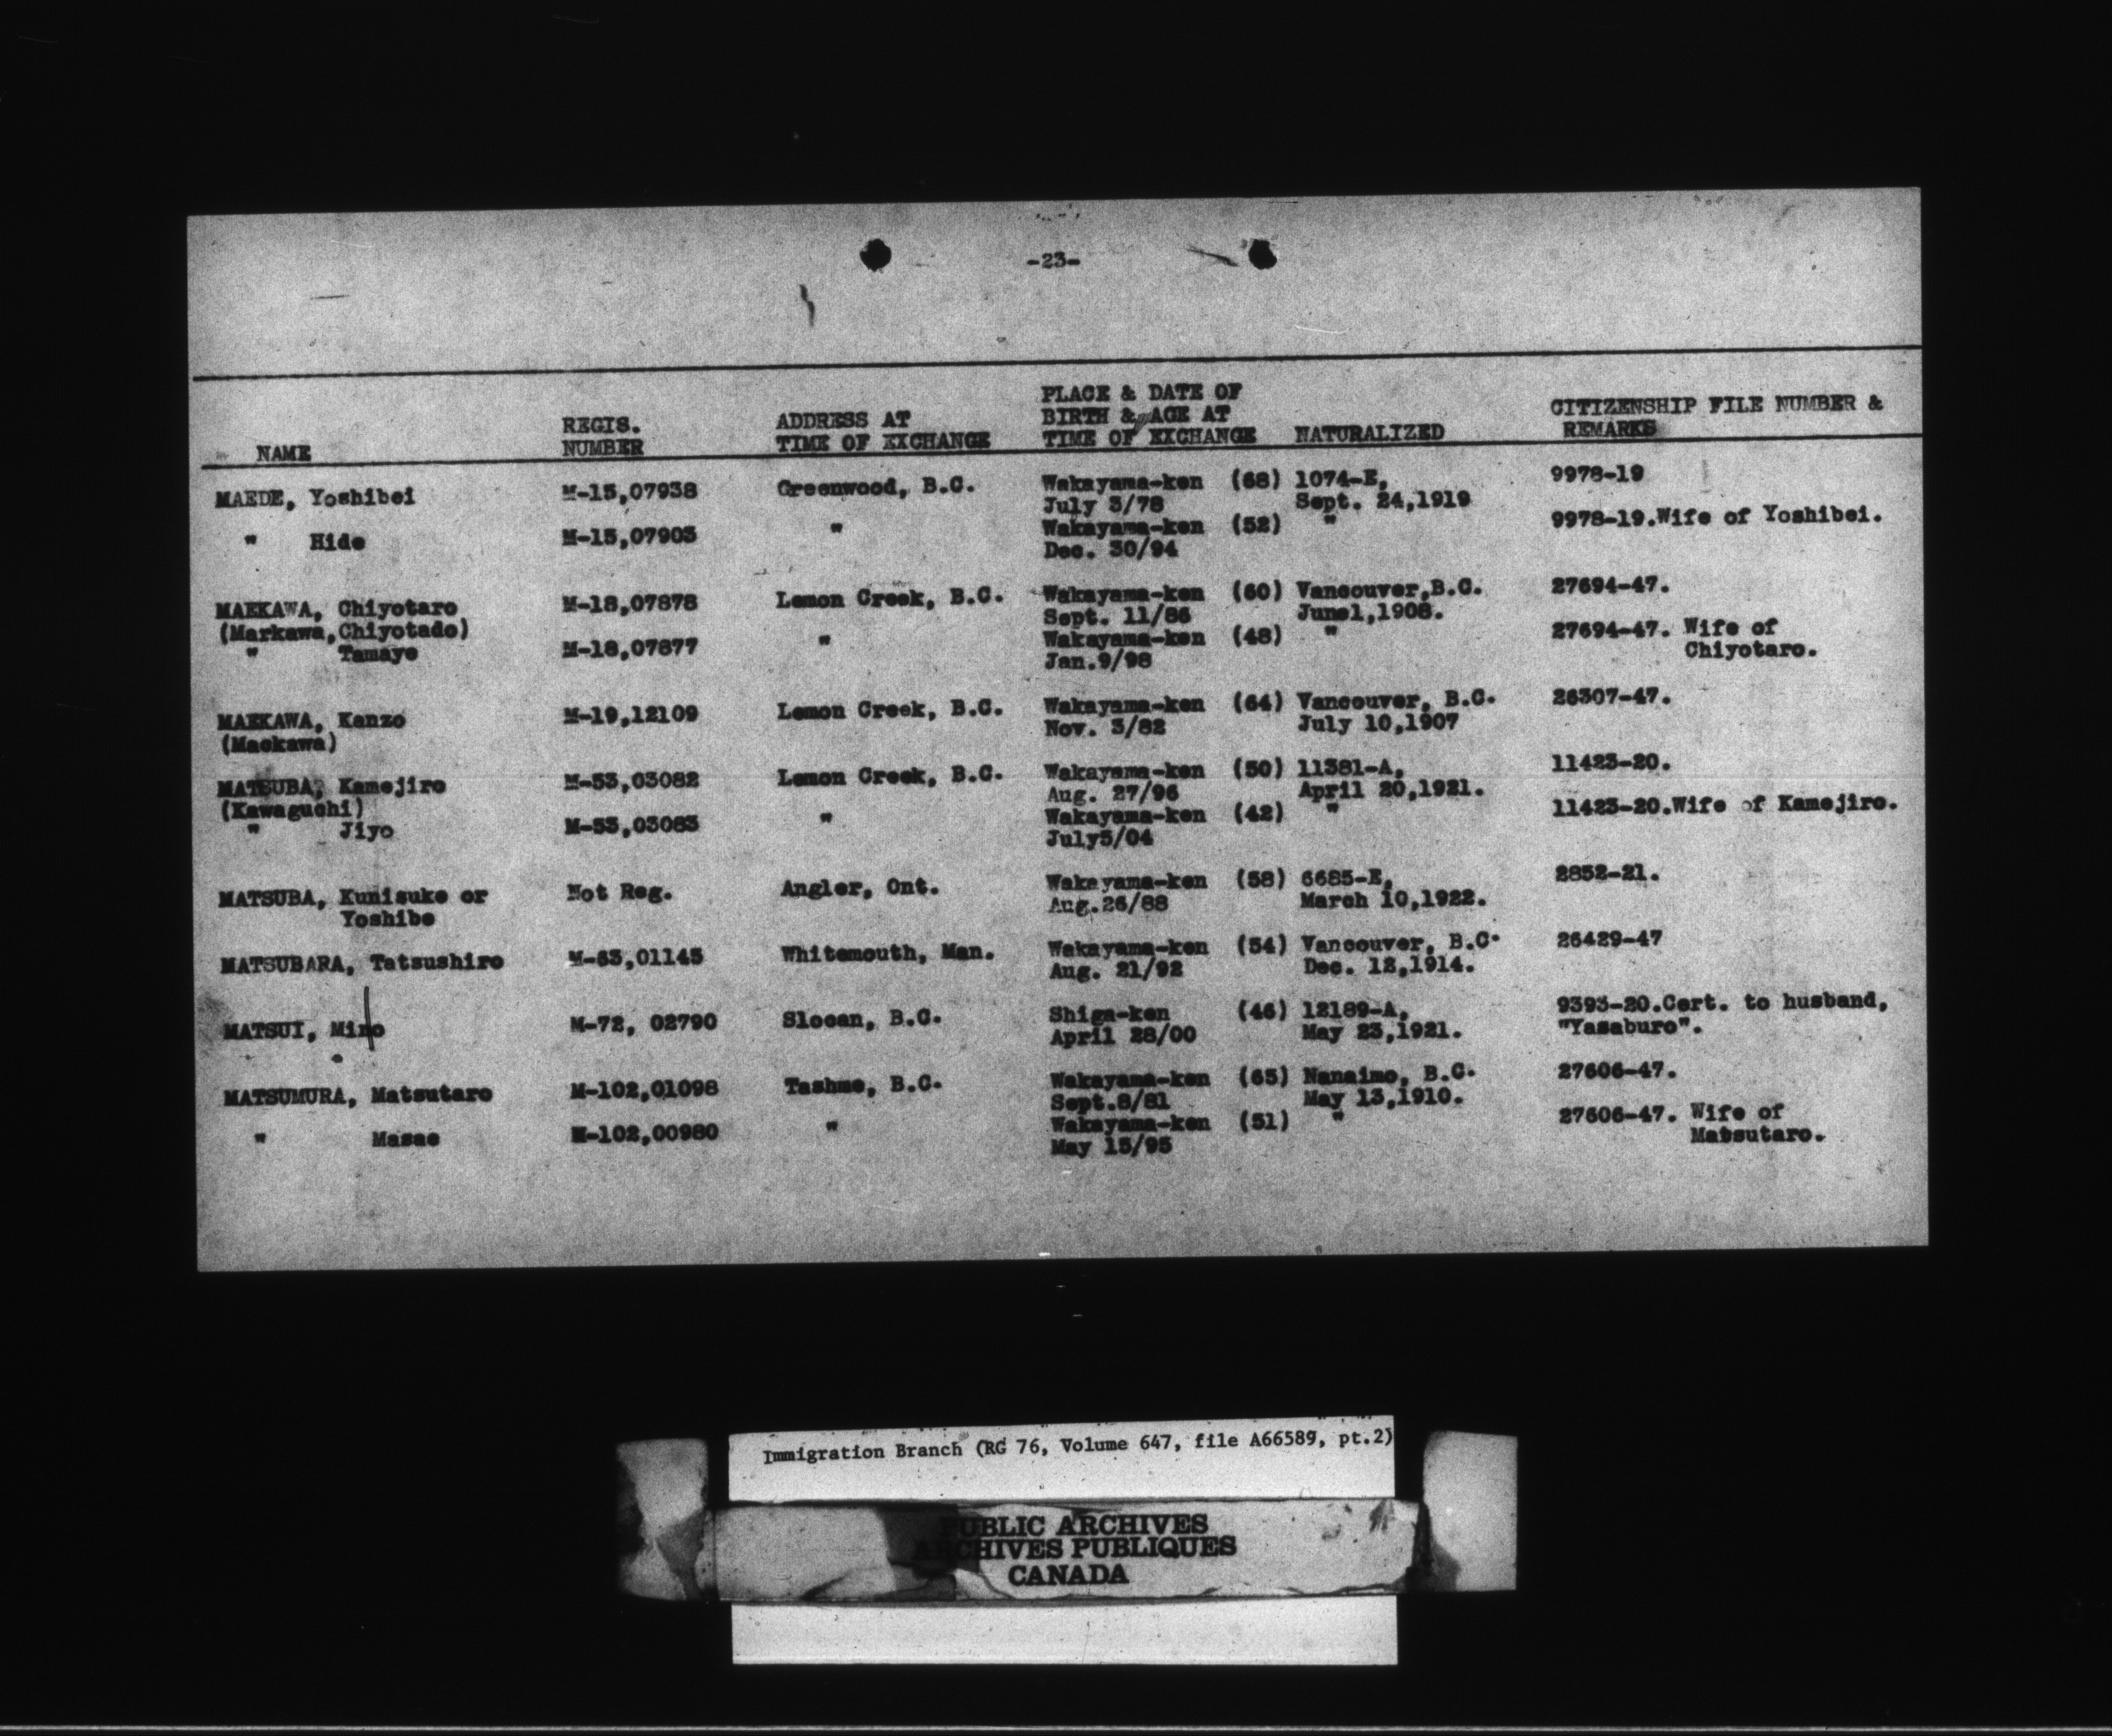 -23-
NAME
REGIS.
NUMBER
ADDRESS AT
TIME OF EXCHANGE
PLACE & DATE OF
BIRTH & AGE AT
TIME OF EXCHANGE
NATURALIZED
CITIZENSHIP FILE NUMBER &
REMARKS
MAEDE, Yoshibei M-15,07938 Greenwood, B.C. Wakayama-ken (68) 1074-E, 9978-19
July 3/78 Sept. 24,1919
" Hide M-15,07903 " Wakayama-ken (52) " 9978-19.Wife of Yoshibei.
Dec. 30/94
MAEKAWA, Chiyotaro M-18,07878 Lemon Creek, B.C. Wakayama-ken (60) Vancouver,B.C. 27694-47.
(Markawa,Chiyotado) Sept. 11/86 June1,1908.
" Tamaye M-18,07877 " Wakayama-ken (48) " 27694-47. Wife of
Jan.9/98 Chiyotaro.
MAEKAWA, Kanzo M-19,12109 Lemon Creek, B.C. Wakayama-ken (64) Vancouver, B.C. 26307-47.
(Mackawa) Nov. 3/82 July 10,1907
MATSUBA, Kamejiro M-53,03082 Lemon Creek, B.C. Wakayama-ken (50) 11381-A, 11423-20.
(Kawaguchi) Aug. 27/96 April 20,1921.
" Jiyo M-53,03083 " Wakayama-ken (42) " 11423-20.Wife of Kamejiro.
July5/04
MATSUBA, Kunisuke or Not Reg. Angler, Ont. Wakayama-ken (58) 6685-E, 2852-21.
Yoshibe Aug.26/88 March 10,1922.
MATSUBARA, Tatsushiro M-63,01145 Whitemouth, Man. Wakayama-ken (54) Vancouver, B.C. 26429-47
Aug. 21/92 Dec. 12,1914.
MATSUI, Mino M-72, 02790 Slocan, B.C. Shiga-ken (46) 12189-A, 9393-20.Cert. to husband,
April 28/00 May 23,1921. "Yasaburo".
MATSUMURA, Matsutaro M-102,01098 Tashme, B.C. Wakayama-ken (65) Nanaimo, B.C. 27606-47.
Sept.8/81 May 13,1910.
" Masae M-102,00980 " Wakayama-ken (51) " 27606-47. Wife of
May 15/95 Matsutaro.
Immigration Branch (RG 76, Volume 647, file A66589, pt.2)
PUBLIC ARCHIVES
ARCHIVES PUBLIQUES
CANADA